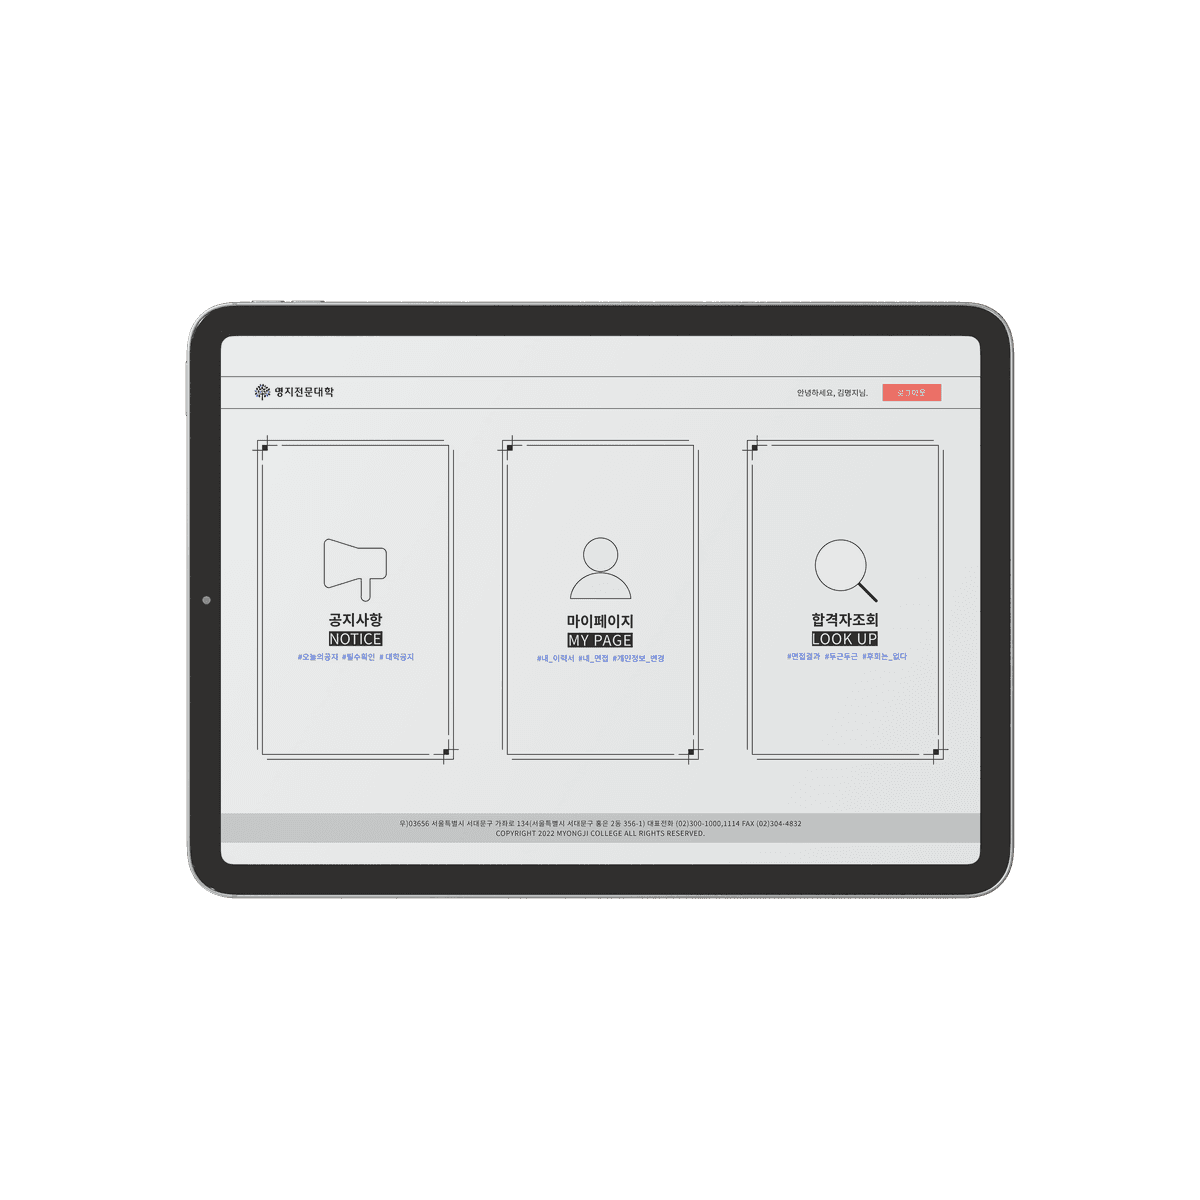 명지전문대학
안녕하세요, 김명지님.
로그아웃
공지사항
NOTICE
#오늘의공지 #필수확인 # 대학공지
마이페이지
MY PAGE
#내_이력서 #내_면접 #개인정보_변경
합격자조회
LOOK UP
#면접결과 #두근두근 #후회는_없다
우)03656 서울특별시 서대문구 가좌로 134(서울특별시 서대문구 홍은 2동 356-1) 대표전화 (02)300-1000,1114 FAX (02)304-4832
COPYRIGHT 2022 MYONGJI COLLEGE ALL RIGHTS RESERVED.